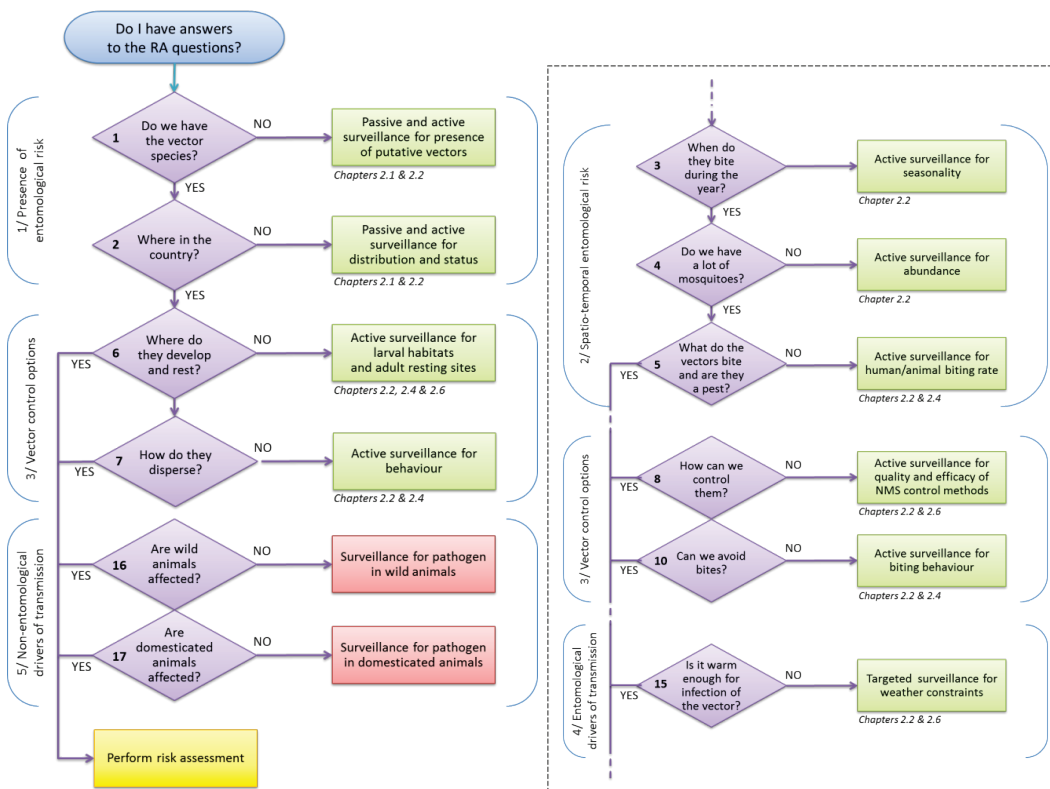 Do I have answers
to the RA questions?
1/ Presence of
entomological risk
1
Do we have
the vector
species?
NO
Passive and active
surveillance for presence
of putative vectors
Chapters 2.1 & 2.2
YES
2
Where in the
country?
NO
Passive and active
surveillance for
distribution and status
Chapters 2.1 & 2.2
YES
3/ Vector control options
6
Where do
they develop
and rest?
NO
YES
Active surveillance for
larval habitats
and adult resting sites
Chapters 2.2, 2.4 & 2.6
7
How do they
disperse?
NO
YES
Active surveillance for
behaviour
Chapters 2.2 & 2.4
5/ Non-entomological
drivers of transmission
16
Are wild
animals
affected?
NO
YES
Surveillance for pathogen
in wild animals
17
Are
domesticated
animals
affected?
NO
YES
Surveillance for pathogen
in domesticated animals
Perform risk assessment
2/ Spatio-temporal entomological risk
3
When do
they bite
during the
year?
NO
Active surveillance for
seasonality
Chapter 2.2
YES
4
Do we have
a lot of
mosquitoes?
NO
Active surveillance for
abundance
Chapter 2.2
YES
5
What do the
vectors bite
and are they
a pest?
NO
YES
Active surveillance for
human/animal biting rate
Chapters 2.2 & 2.4
3/ Vector control options
8
How can we
control
them?
NO
YES
Active surveillance for
quality and efficacy of
NMS control methods
Chapters 2.2 & 2.6
10
Can we avoid
bites?
NO
YES
Active surveillance for
biting behaviour
Chapters 2.2 & 2.4
4/ Entomological
drivers of transmission
15
Is it warm
enough for
infection of
the vector?
NO
YES
Targeted surveillance for
weather constraints
Chapters 2.2 & 2.6